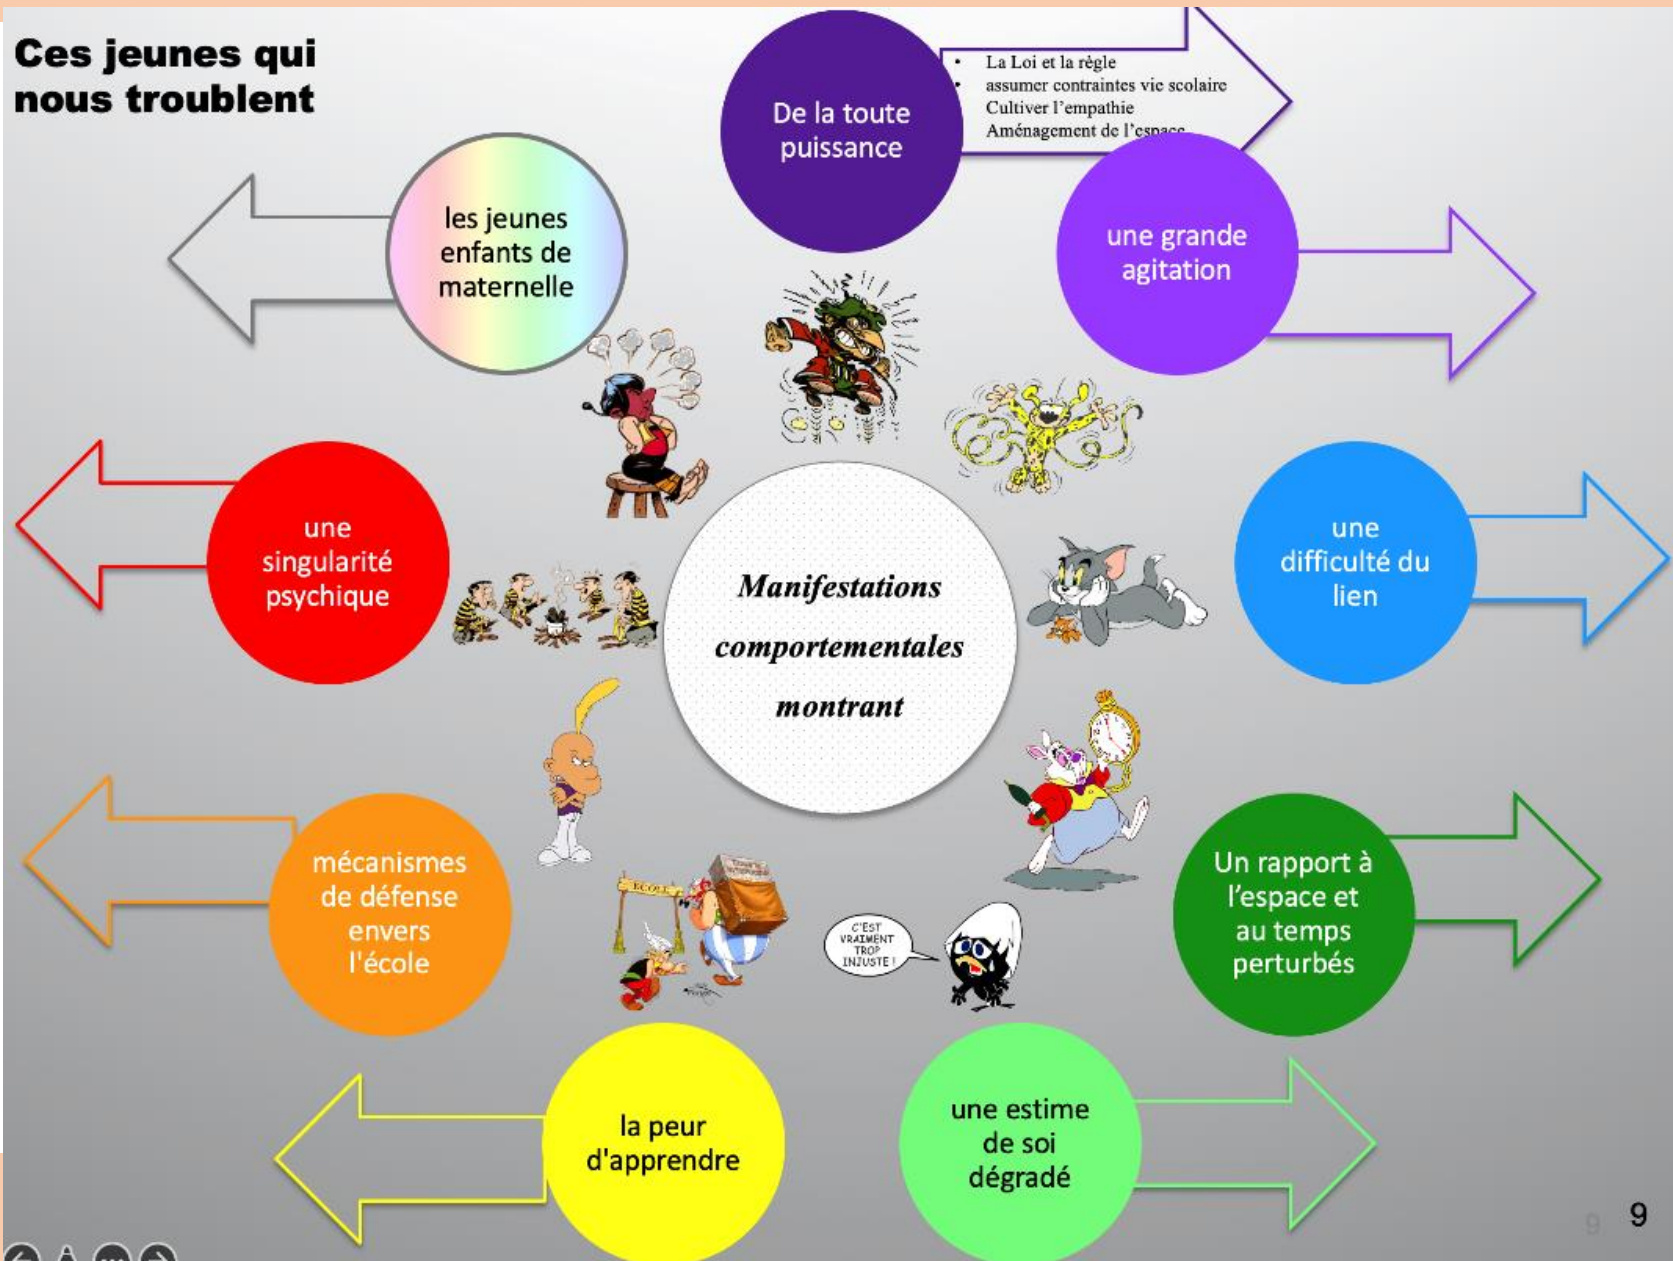 Ces jeunes qui
nous troublent
De la toute
puissance
• La Loi et la règle
• assumer contraintes vie scolaire
Cultiver l'empathie
Aménagement de l'espace
une grande
agitation
une
difficulté du
lien
Un rapport à
l'espace et
au temps
perturbés
une estime
de soi
dégradé
la peur
d'apprendre
mécanismes
de défense
envers
l'école
une
singularité
psychique
les jeunes
enfants de
maternelle
Manifestations
comportementales
montrant
ECOLE
C'EST
VRAIMENT
TROP
INJUSTE !
9
9